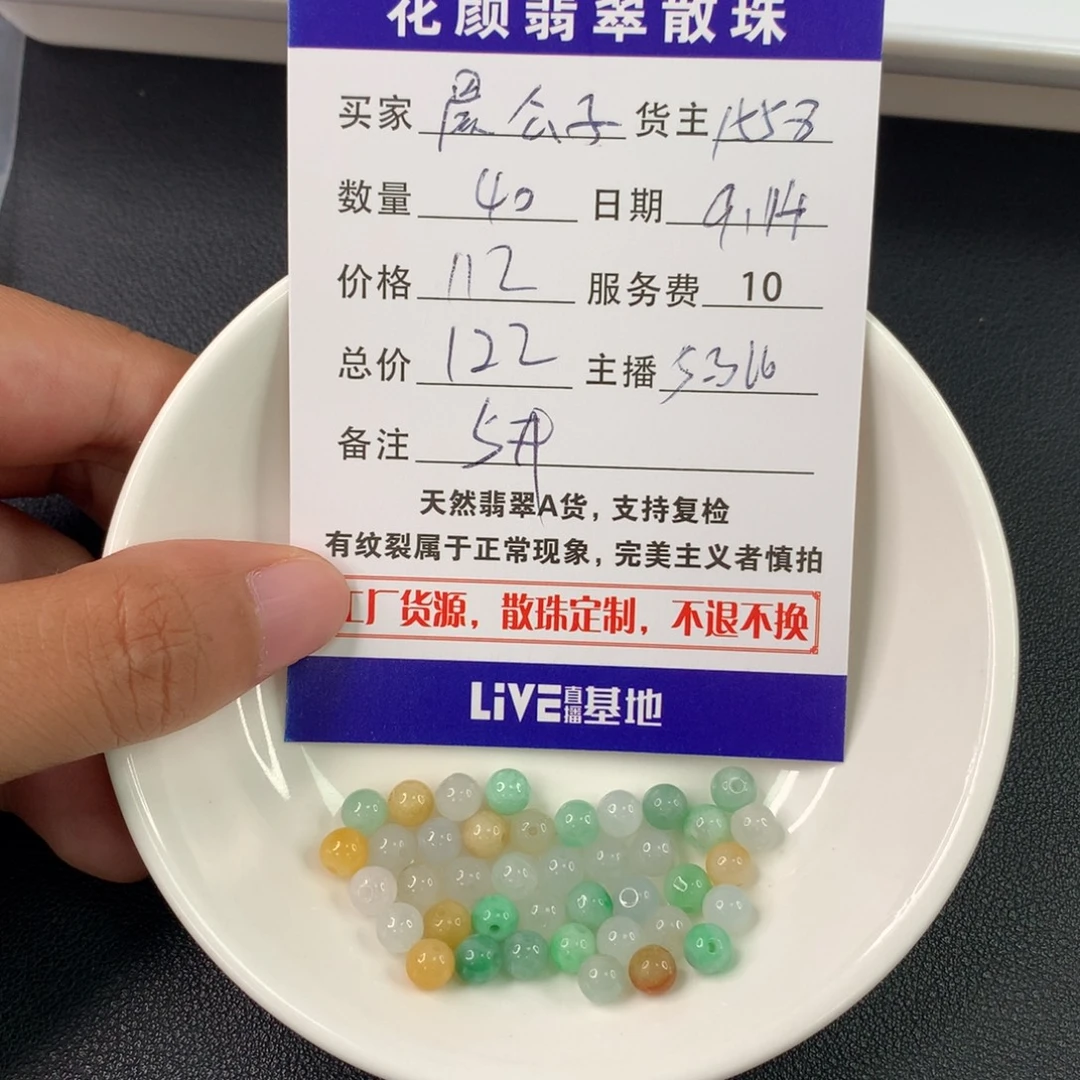 花颜翡翠散珠
买家 晨公子 货主 1553
数量 40 日期 9.14
价格 112 服务费 10
总价 122 主播 5316
备注 5开
天然翡翠A货，支持复检
有纹裂属于正常现象，完美主义者慎拍
工厂货源，散珠定制，不退不换
LiVE直播基地